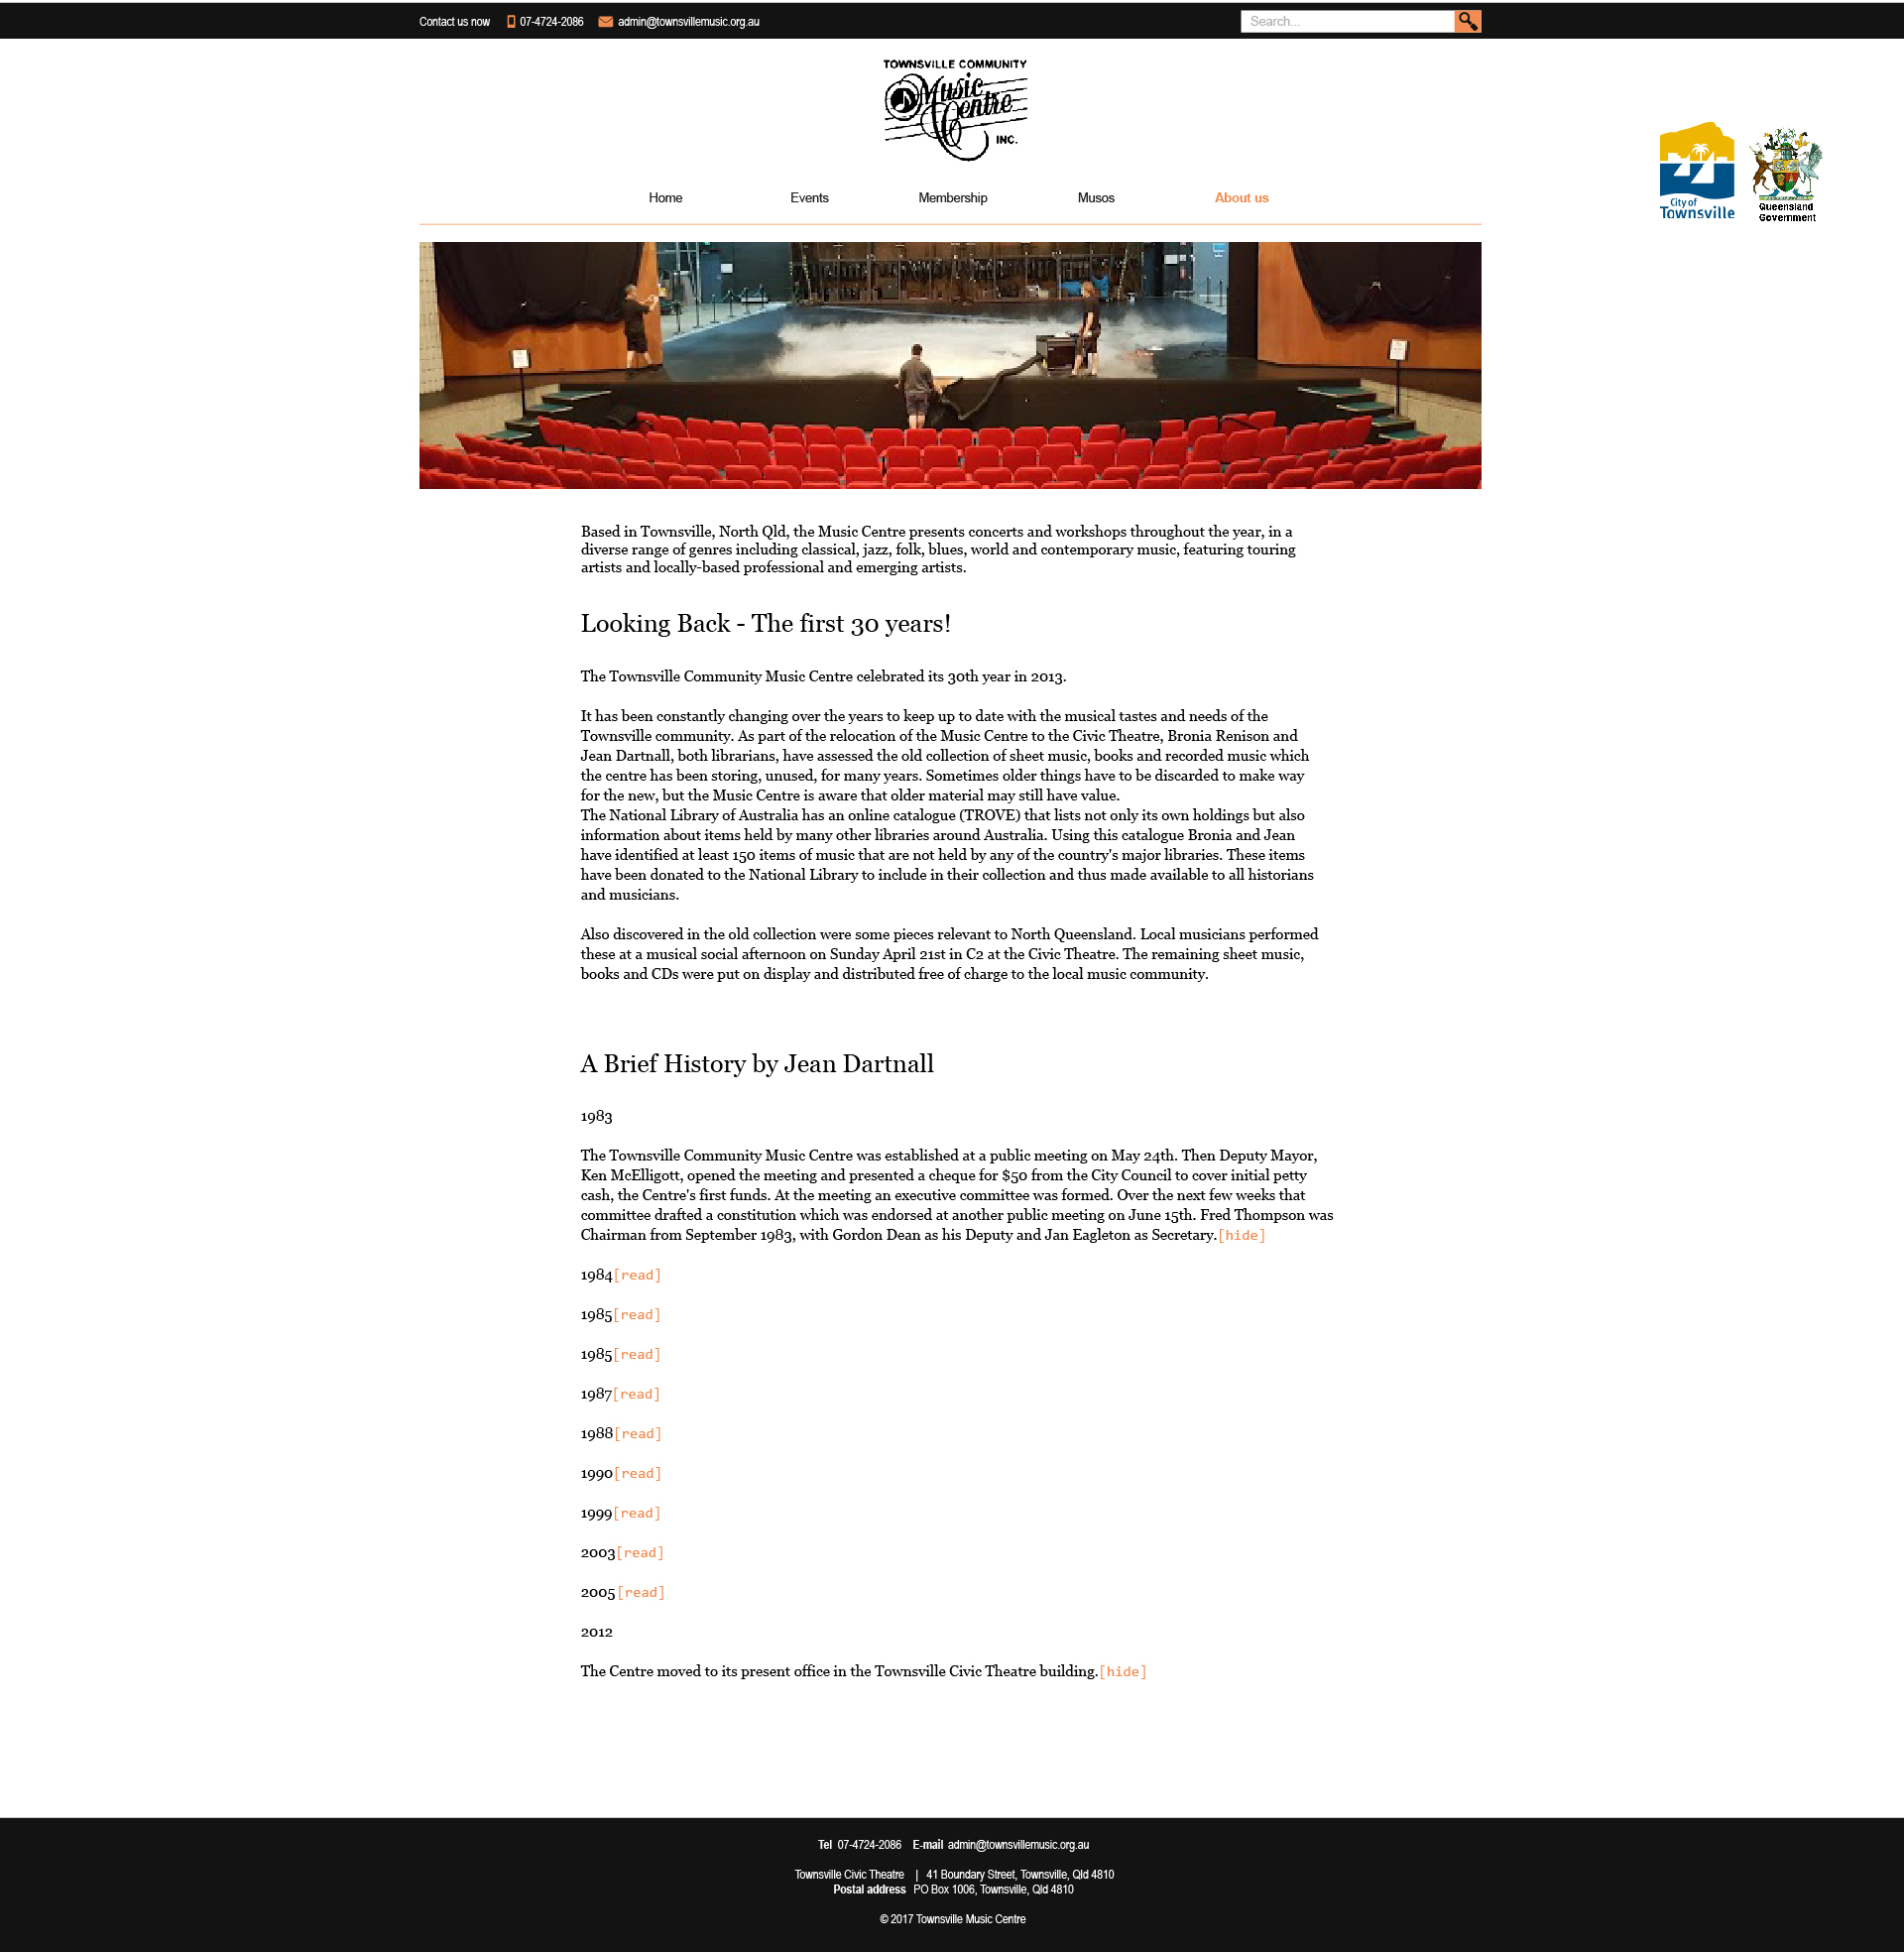 Contact us now 07-4724-2086 admin@townsvillemusic.org.au Search...
TOWNSVILLE COMMUNITY
Music
Centre
INC.
City of
Townsville
Queensland
Government
Home Events Membership Musos About us
Based in Townsville, North Qld, the Music Centre presents concerts and workshops throughout the year, in a
diverse range of genres including classical, jazz, folk, blues, world and contemporary music, featuring touring
artists and locally-based professional and emerging artists.
Looking Back - The first 30 years!
The Townsville Community Music Centre celebrated its 30th year in 2013.
It has been constantly changing over the years to keep up to date with the musical tastes and needs of the
Townsville community. As part of the relocation of the Music Centre to the Civic Theatre, Bronia Renison and
Jean Dartnall, both librarians, have assessed the old collection of sheet music, books and recorded music which
the centre has been storing, unused, for many years. Sometimes older things have to be discarded to make way
for the new, but the Music Centre is aware that older material may still have value.
The National Library of Australia has an online catalogue (TROVE) that lists not only its own holdings but also
information about items held by many other libraries around Australia. Using this catalogue Bronia and Jean
have identified at least 150 items of music that are not held by any of the country's major libraries. These items
have been donated to the National Library to include in their collection and thus made available to all historians
and musicians.
Also discovered in the old collection were some pieces relevant to North Queensland. Local musicians performed
these at a musical social afternoon on Sunday April 21st in C2 at the Civic Theatre. The remaining sheet music,
books and CDs were put on display and distributed free of charge to the local music community.
A Brief History by Jean Dartnall
1983
The Townsville Community Music Centre was established at a public meeting on May 24th. Then Deputy Mayor,
Ken McElligott, opened the meeting and presented a cheque for $50 from the City Council to cover initial petty
cash, the Centre's first funds. At the meeting an executive committee was formed. Over the next few weeks that
committee drafted a constitution which was endorsed at another public meeting on June 15th. Fred Thompson was
Chairman from September 1983, with Gordon Dean as his Deputy and Jan Eagleton as Secretary.[hide]
1984[read]
1985[read]
1985[read]
1987[read]
1988[read]
1990[read]
1999[read]
2003[read]
2005[read]
2012
The Centre moved to its present office in the Townsville Civic Theatre building.[hide]
Tel 07-4724-2086 E-mail admin@townsvillemusic.org.au
Townsville Civic Theatre | 41 Boundary Street, Townsville, Qld 4810
Postal address PO Box 1006, Townsville, Qld 4810
© 2017 Townsville Music Centre